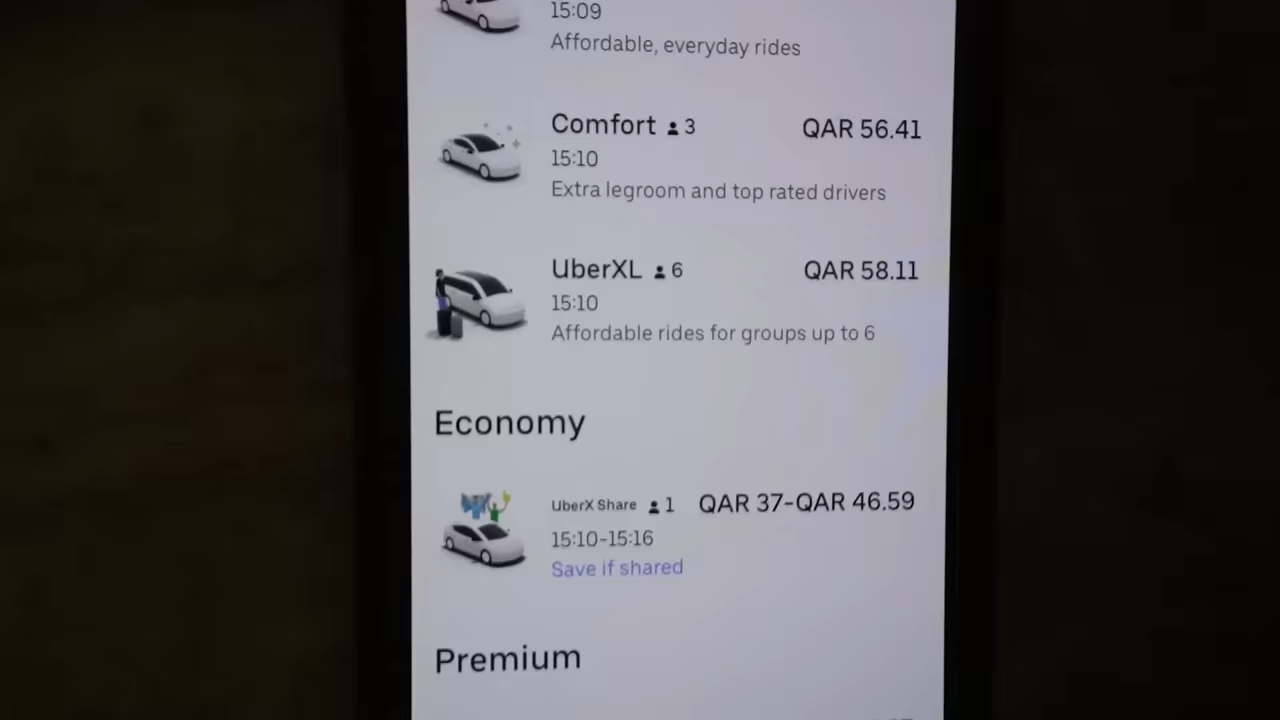 15:09
Affordable, everyday rides
Comfort 3 QAR 56.41
15:10
Extra legroom and top rated drivers
UberXL 6 QAR 58.11
15:10
Affordable rides for groups up to 6
Economy
UberX Share 1 QAR 37-QAR 46.59
15:10-15:16
Save if shared
Premium